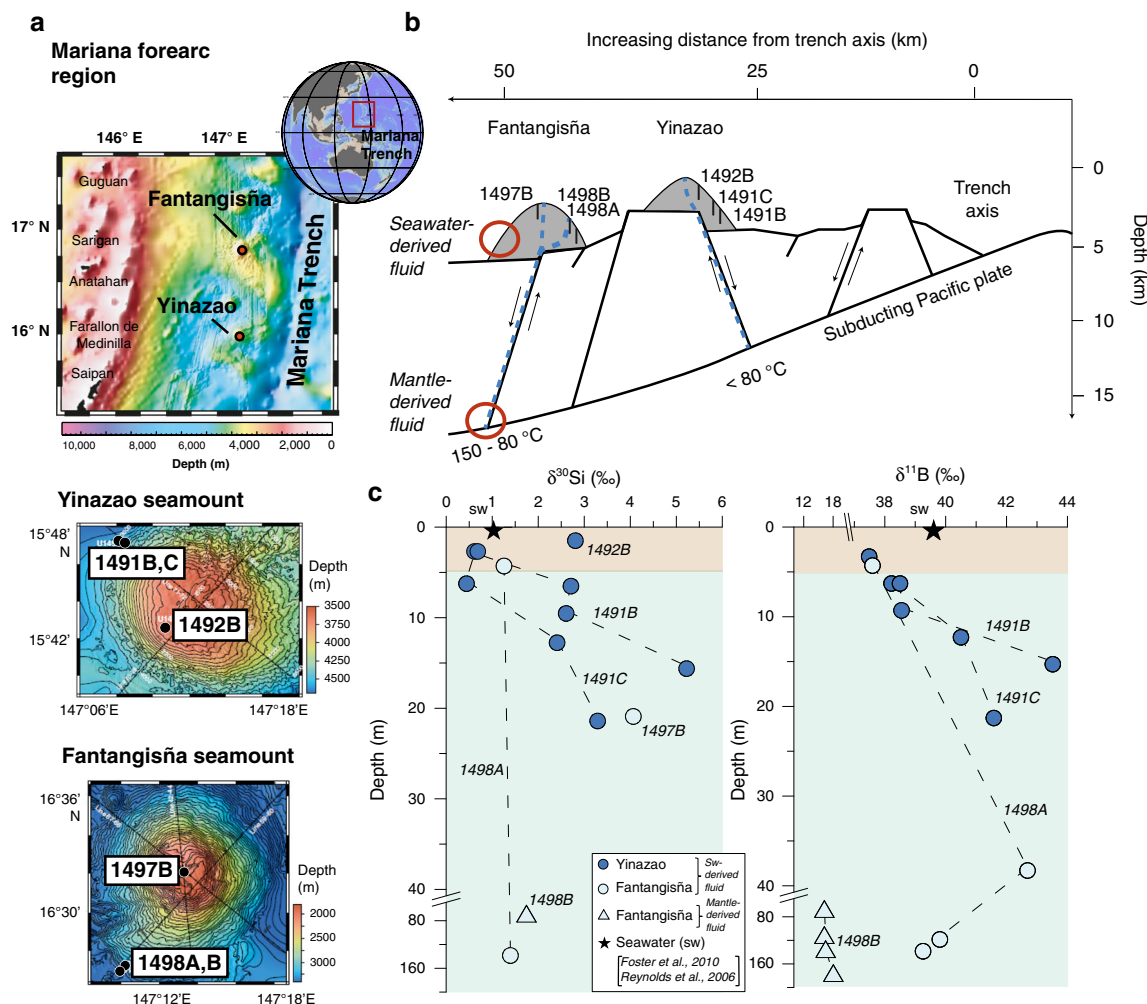 a
Mariana forearc
region
146° E
147° E
Mariana
Trench
Guguan
Fantangisña
17° N
Sarigan
Anatahan
Yinazao
16° N
Farallon de
Medinilla
Saipan
Mariana Trench
10,000
8,000
6,000
4,000
2,000
0
Depth (m)
b
Increasing distance from trench axis (km)
50
25
0
Fantangisña
Yinazao
1497B
1498B
1498A
1492B
1491C
1491B
Trench
axis
Seawater-
derived
fluid
Mantle-
derived
fluid
150 - 80 °C
< 80 °C
Subducting Pacific plate
0
5
10
15
Depth (km)
Yinazao seamount
15°48’
N
15°42’
1491B,C
1492B
147°06’E
147°18’E
Depth
(m)
3500
3750
4000
4250
4500
Fantangisña seamount
16°36’
N
16°30’
1497B
1498A,B
147°12’E
147°18’E
Depth
(m)
2000
2500
3000
c
δ30Si (‰)
0 1 2 3 4 5 6
sw
0
10
20
30
40
80
160
Depth (m)
1492B
1491B
1491C
1497B
1498A
1498B
Yinazao
Fantangisña
Sw-
derived
fluid
Fantangisña
Mantle-
derived
fluid
Seawater (sw)
Foster et al., 2010
Reynolds et al., 2006
δ11B (‰)
12 18 38 40 42 44
sw
0
10
20
30
40
80
160
Depth (m)
1491B
1491C
1498A
1498B